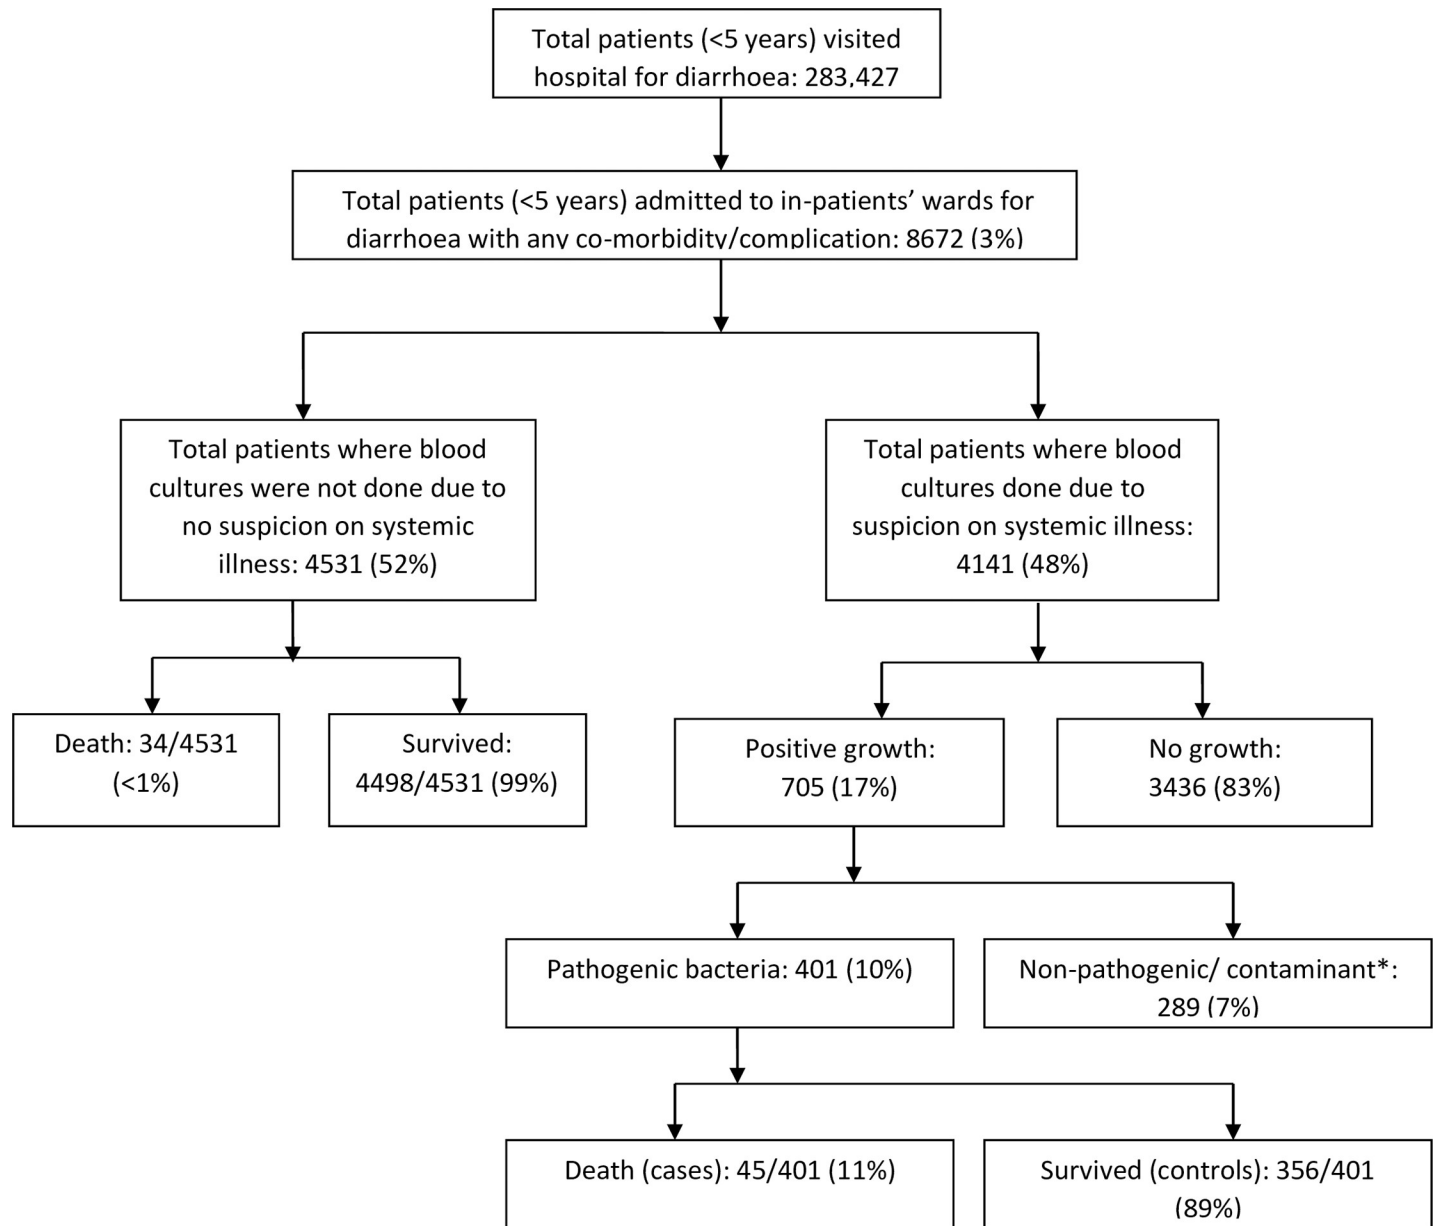 Total patients (<5 years) visited
hospital for diarrhoea: 283,427
Total patients (<5 years) admitted to in-patients’ wards for
diarrhoea with any co-morbidity/complication: 8672 (3%)
Total patients where blood
cultures were not done due to
no suspicion on systemic
illness: 4531 (52%)
Total patients where blood
cultures done due to
suspicion on systemic illness:
4141 (48%)
Death: 34/4531
(<1%)
Survived:
4498/4531 (99%)
Positive growth:
705 (17%)
No growth:
3436 (83%)
Pathogenic bacteria: 401 (10%)
Non-pathogenic/ contaminant*:
289 (7%)
Death (cases): 45/401 (11%)
Survived (controls): 356/401
(89%)